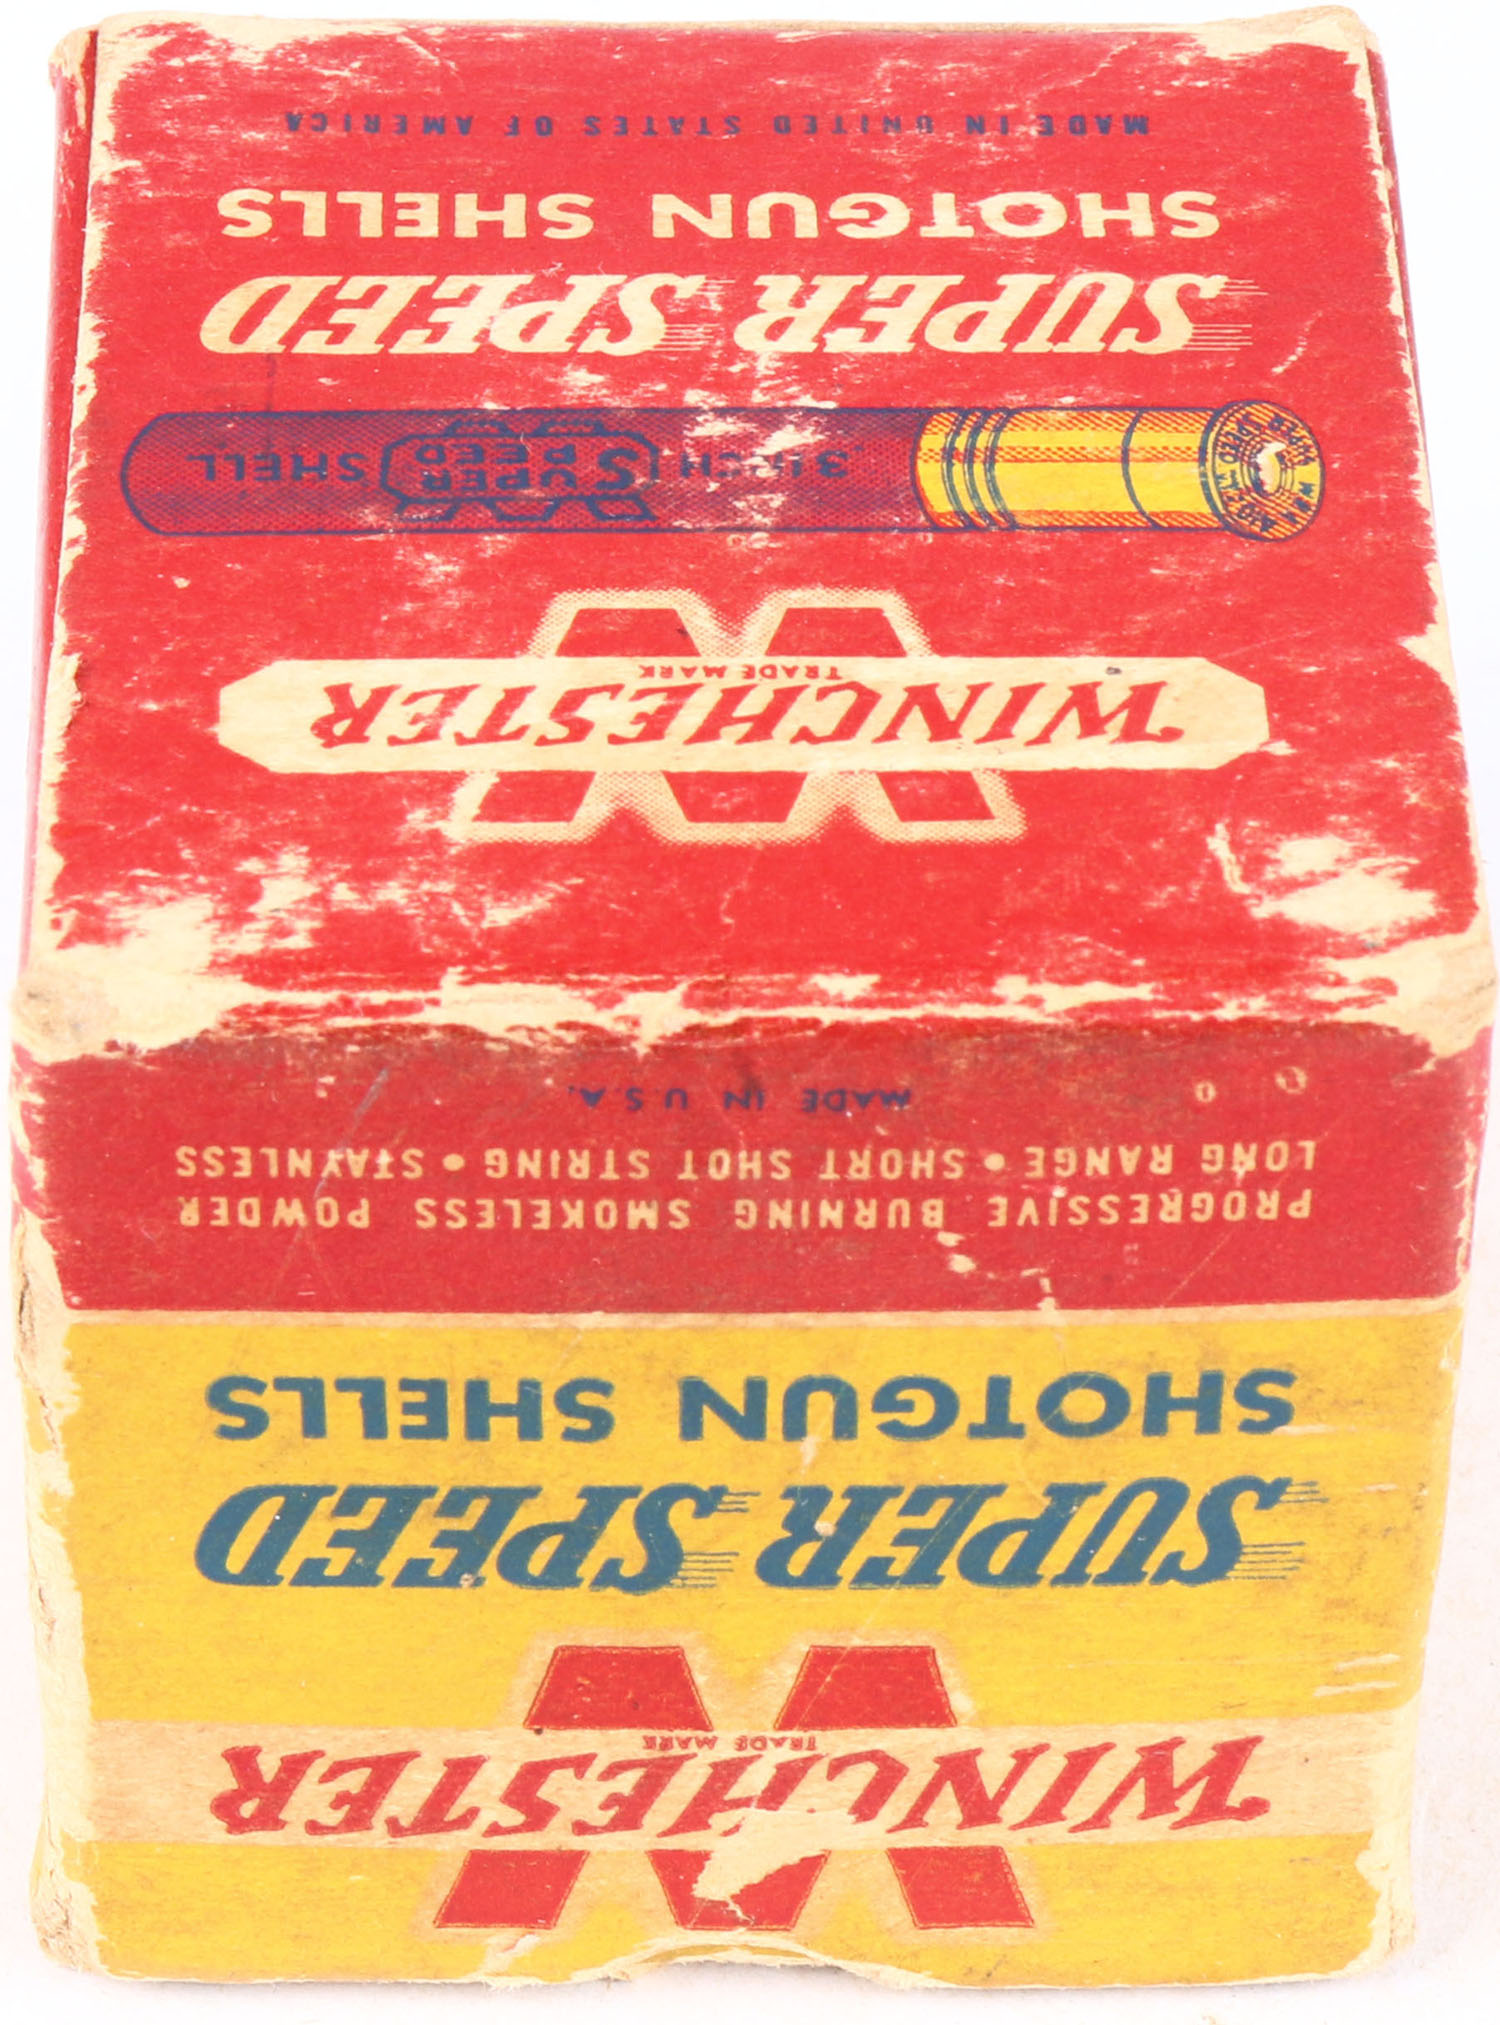 WINCHESTER
TRADE MARK
SUPER SPEED
SHOTGUN SHELLS
PROGRESSIVE BURNING SMOKELESS POWDER
LONG RANGE • SHORT SHOT STRING • STAYNLESS
MADE IN U.S.A.
WINCHESTER
TRADE MARK
3 INCH SUPER SPEED SHELL
SUPER SPEED
SHOTGUN SHELLS
MADE IN UNITED STATES OF AMERICA